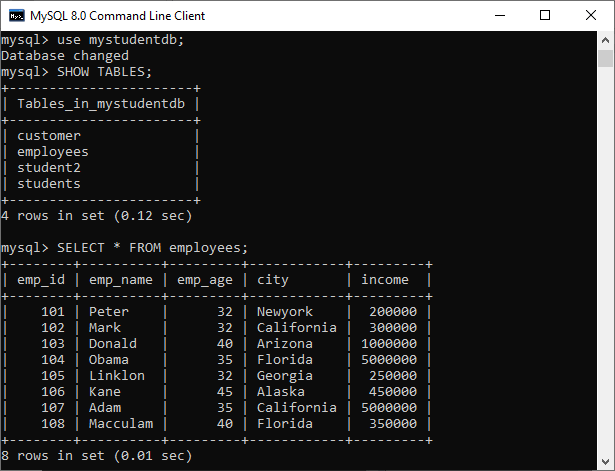 MySQL 8.0 Command Line Client
mysql> use mystudentdb;
Database changed
mysql> SHOW TABLES;
+-----------------------+
| Tables_in_mystudentdb |
+-----------------------+
| customer              |
| employees             |
| student2              |
| students              |
+-----------------------+
4 rows in set (0.12 sec)

mysql> SELECT * FROM employees;
+--------+----------+---------+------------+---------+
| emp_id | emp_name | emp_age | city       | income  |
+--------+----------+---------+------------+---------+
|    101 | Peter    |      32 | Newyork    |  200000 |
|    102 | Mark     |      32 | California |  300000 |
|    103 | Donald   |      40 | Arizona    | 1000000 |
|    104 | Obama    |      35 | Florida    | 5000000 |
|    105 | Linklon  |      32 | Georgia    |  250000 |
|    106 | Kane     |      45 | Alaska     |  450000 |
|    107 | Adam     |      35 | California | 5000000 |
|    108 | Macculam |      40 | Florida    |  350000 |
+--------+----------+---------+------------+---------+
8 rows in set (0.01 sec)